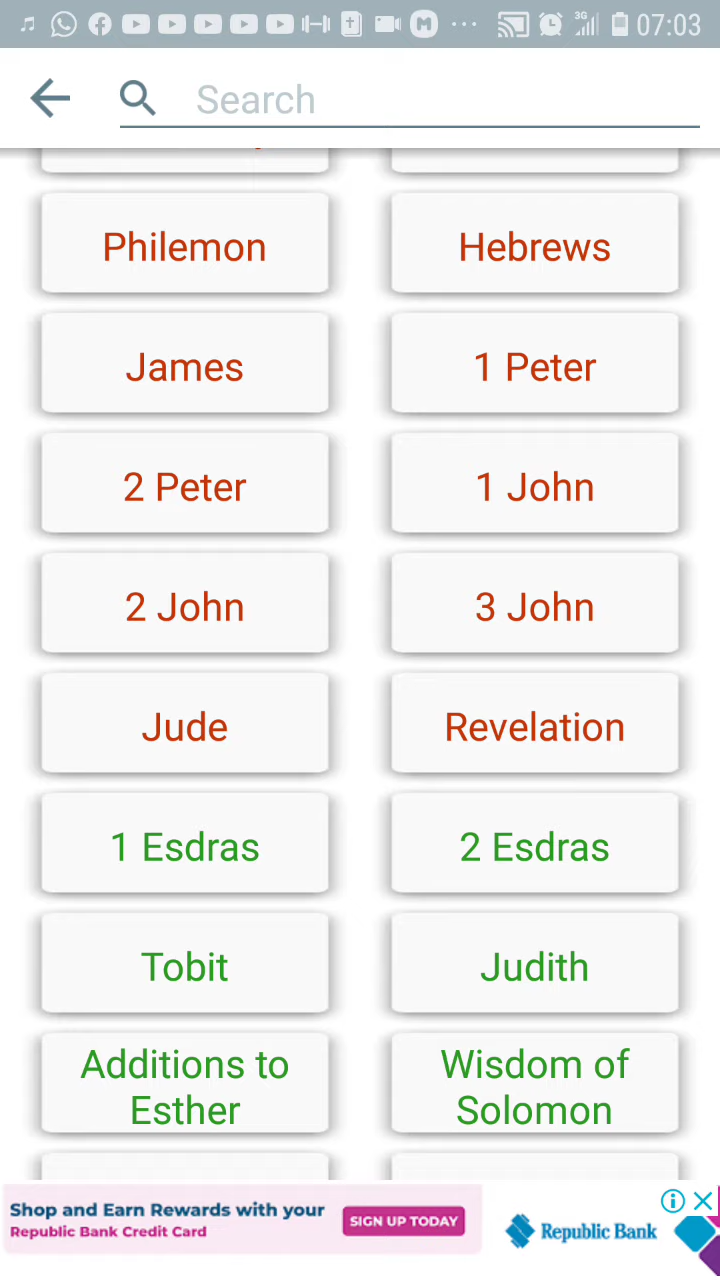 3G 07:03
Search
Philemon Hebrews
James 1 Peter
2 Peter 1 John
2 John 3 John
Jude Revelation
1 Esdras 2 Esdras
Tobit Judith
Additions to Esther
Wisdom of Solomon
Shop and Earn Rewards with your
Republic Bank Credit Card
SIGN UP TODAY
Republic Bank